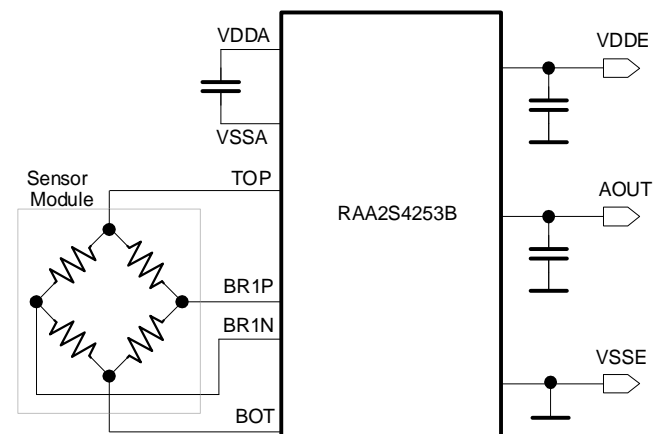 VDDA
VDDE
VSSA
Sensor
Module
TOP
AOUT
RAA2S4253B
BR1P
BR1N
VSSE
BOT